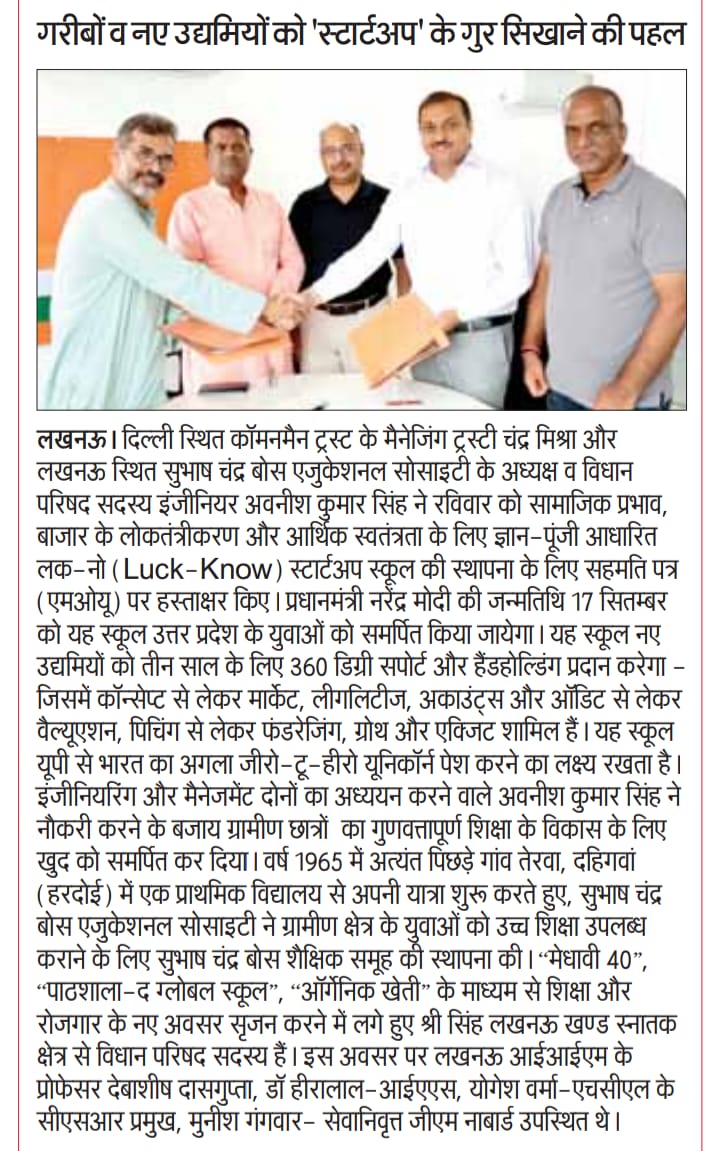 गरीबों व नए उद्यमियों को 'स्टार्टअप' के गुर सिखाने की पहल
लखनऊ। दिल्ली स्थित कॉमनमैन ट्रस्ट के मैनेजिंग ट्रस्टी चंद्र मिश्रा और
लखनऊ स्थित सुभाष चंद्र बोस एजुकेशनल सोसाइटी के अध्यक्ष व विधान
परिषद सदस्य इंजीनियर अवनीश कुमार सिंह ने रविवार को सामाजिक प्रभाव,
बाजार के लोकतंत्रीकरण और आर्थिक स्वतंत्रता के लिए ज्ञान-पूंजी आधारित
लक-नो (Luck-Know) स्टार्टअप स्कूल की स्थापना के लिए सहमति पत्र
(एमओयू) पर हस्ताक्षर किए। प्रधानमंत्री नरेंद्र मोदी की जन्मतिथि 17 सितम्बर
को यह स्कूल उत्तर प्रदेश के युवाओं को समर्पित किया जायेगा। यह स्कूल नए
उद्यमियों को तीन साल के लिए 360 डिग्री सपोर्ट और हैंडहोल्डिंग प्रदान करेगा -
जिसमें कॉन्सेप्ट से लेकर मार्केट, लीगलिटीज, अकाउंट्स और ऑडिट से लेकर
वैल्यूएशन, पिचिंग से लेकर फंडरेजिंग, ग्रोथ और एक्जिट शामिल हैं। यह स्कूल
यूपी से भारत का अगला जीरो-टू-हीरो यूनिकॉर्न पेश करने का लक्ष्य रखता है।
इंजीनियरिंग और मैनेजमेंट दोनों का अध्ययन करने वाले अवनीश कुमार सिंह ने
नौकरी करने के बजाय ग्रामीण छात्रों का गुणवत्तापूर्ण शिक्षा के विकास के लिए
खुद को समर्पित कर दिया। वर्ष 1965 में अत्यंत पिछड़े गांव तेरवा, दहिगवां
(हरदोई) में एक प्राथमिक विद्यालय से अपनी यात्रा शुरू करते हुए, सुभाष चंद्र
बोस एजुकेशनल सोसाइटी ने ग्रामीण क्षेत्र के युवाओं को उच्च शिक्षा उपलब्ध
कराने के लिए सुभाष चंद्र बोस शैक्षिक समूह की स्थापना की। “मेधावी 40”,
“पाठशाला-द ग्लोबल स्कूल”, “ऑर्गेनिक खेती” के माध्यम से शिक्षा और
रोजगार के नए अवसर सृजन करने में लगे हुए श्री सिंह लखनऊ खण्ड स्नातक
क्षेत्र से विधान परिषद सदस्य हैं। इस अवसर पर लखनऊ आईआईएम के
प्रोफेसर देबाशीष दासगुप्ता, डॉ हीरालाल-आईएएस, योगेश वर्मा-एचसीएल के
सीएसआर प्रमुख, मुनीश गंगवार- सेवानिवृत्त जीएम नाबार्ड उपस्थित थे।